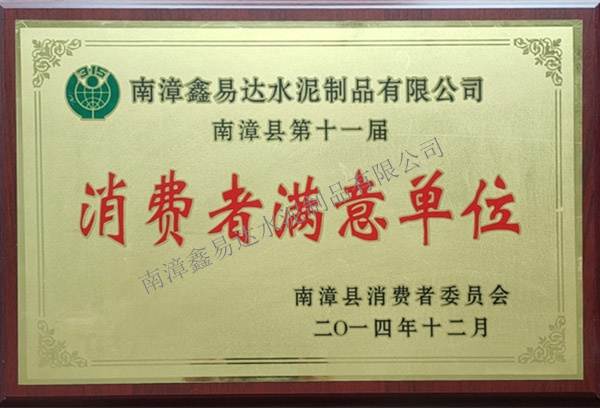 3·15
南漳鑫易达水泥制品有限公司
南漳县第十一届
消费者满意单位
南漳鑫易达水泥制品有限公司
南漳县消费者委员会
二〇一四年十二月